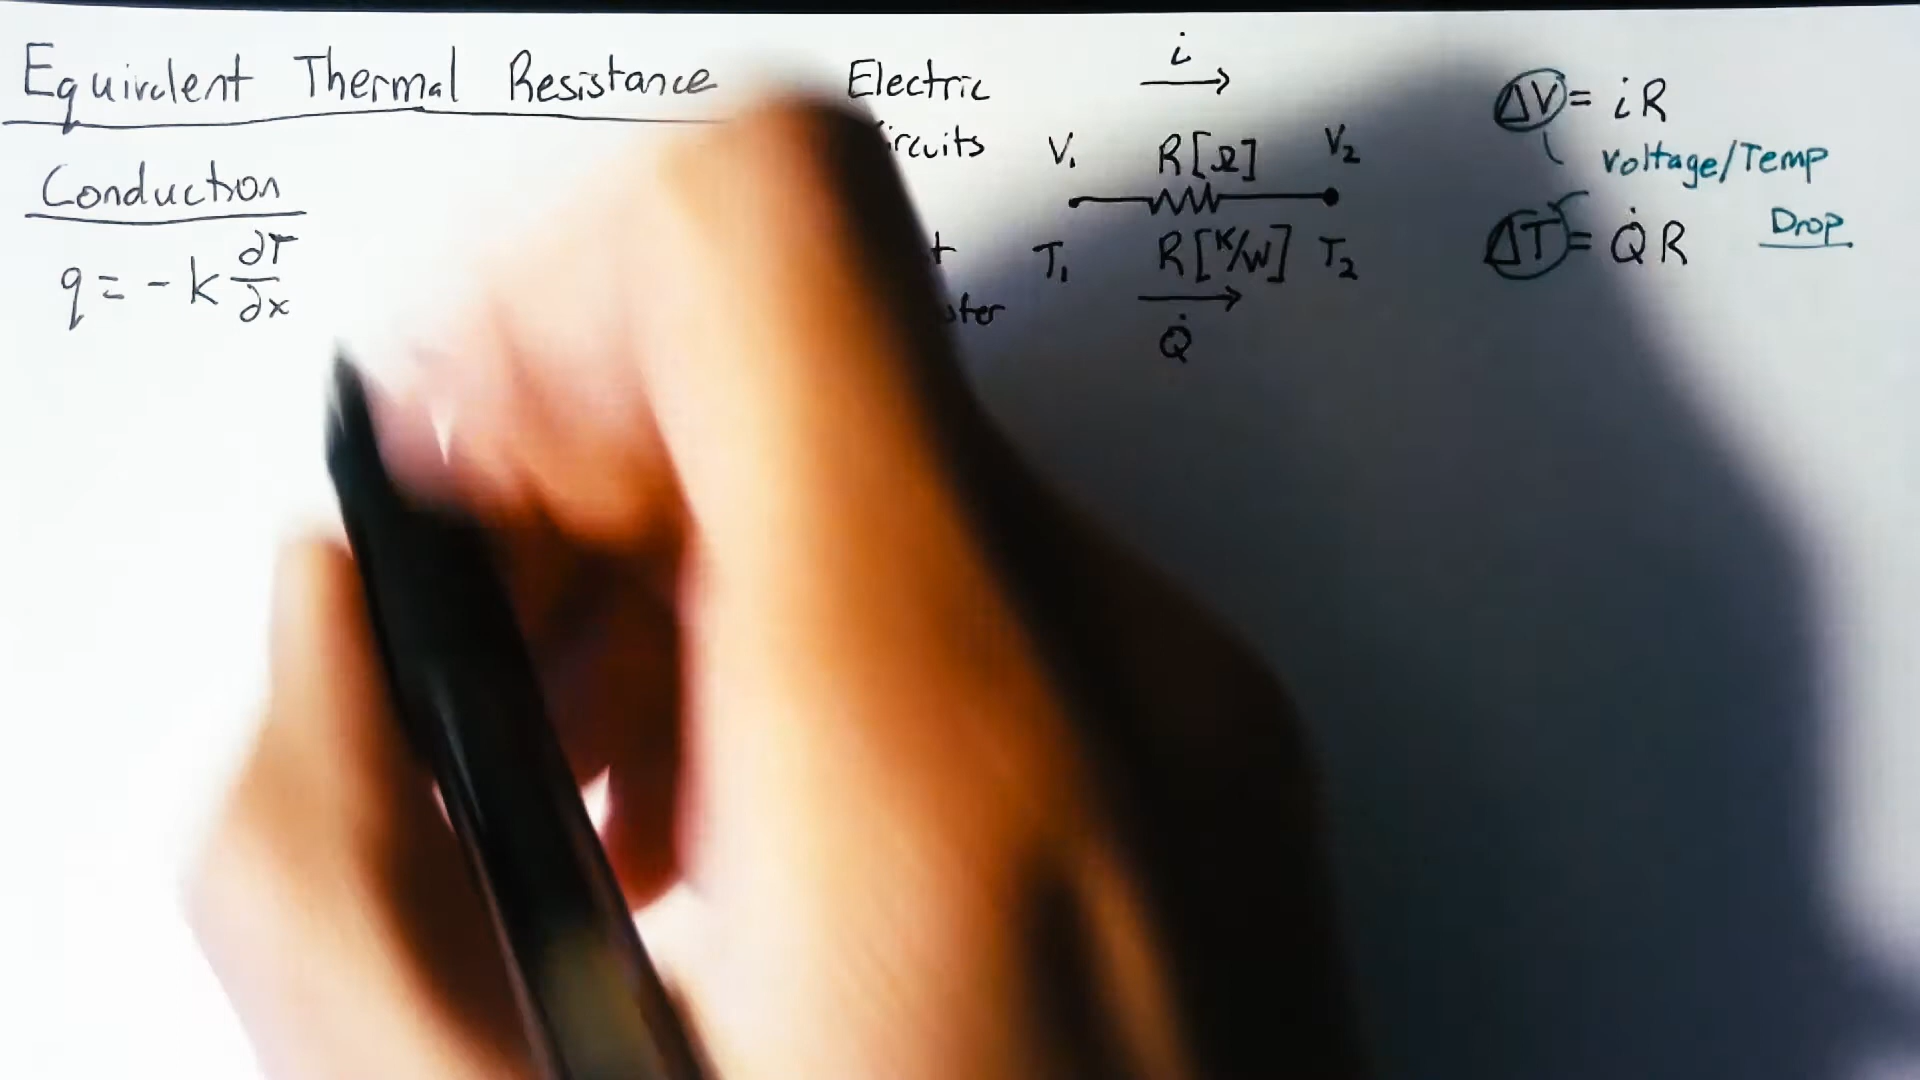 Equivalent Thermal Resistance
Conduction
q = - k ∂T/∂x
Electric
i
V₁ R[Ω] V₂
T₁ R[K/W] T₂
Q̇
ΔV = iR
Voltage/Temp
Drop
ΔT = Q̇R